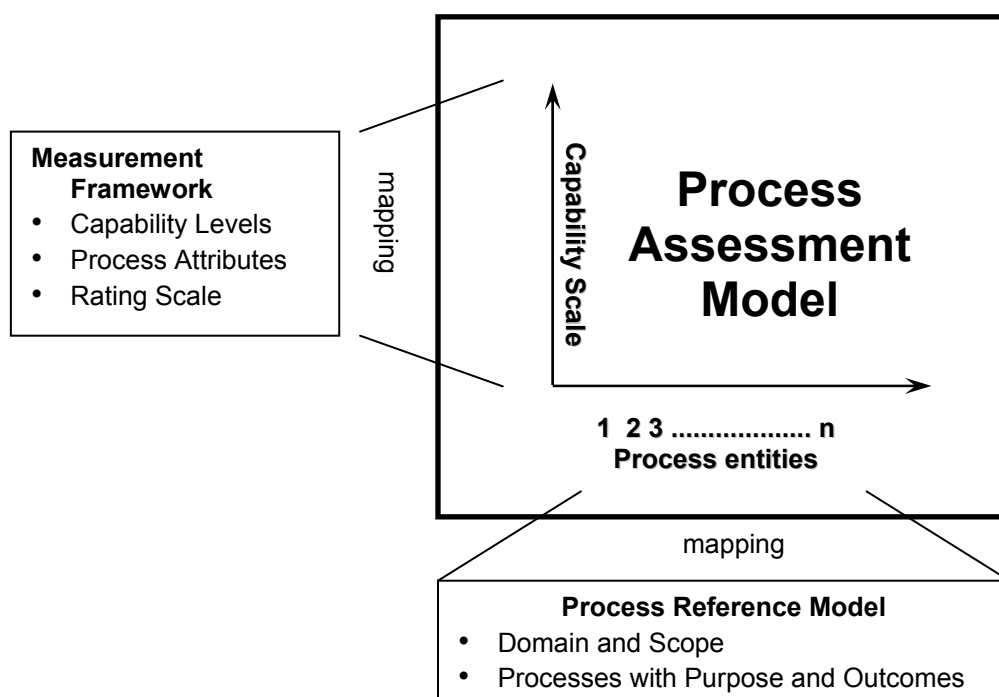 Measurement
Framework
• Capability Levels
• Process Attributes
• Rating Scale
mapping
Capability Scale
Process
Assessment
Model
1 2 3 ................... n
Process entities
mapping
Process Reference Model
• Domain and Scope
• Processes with Purpose and Outcomes